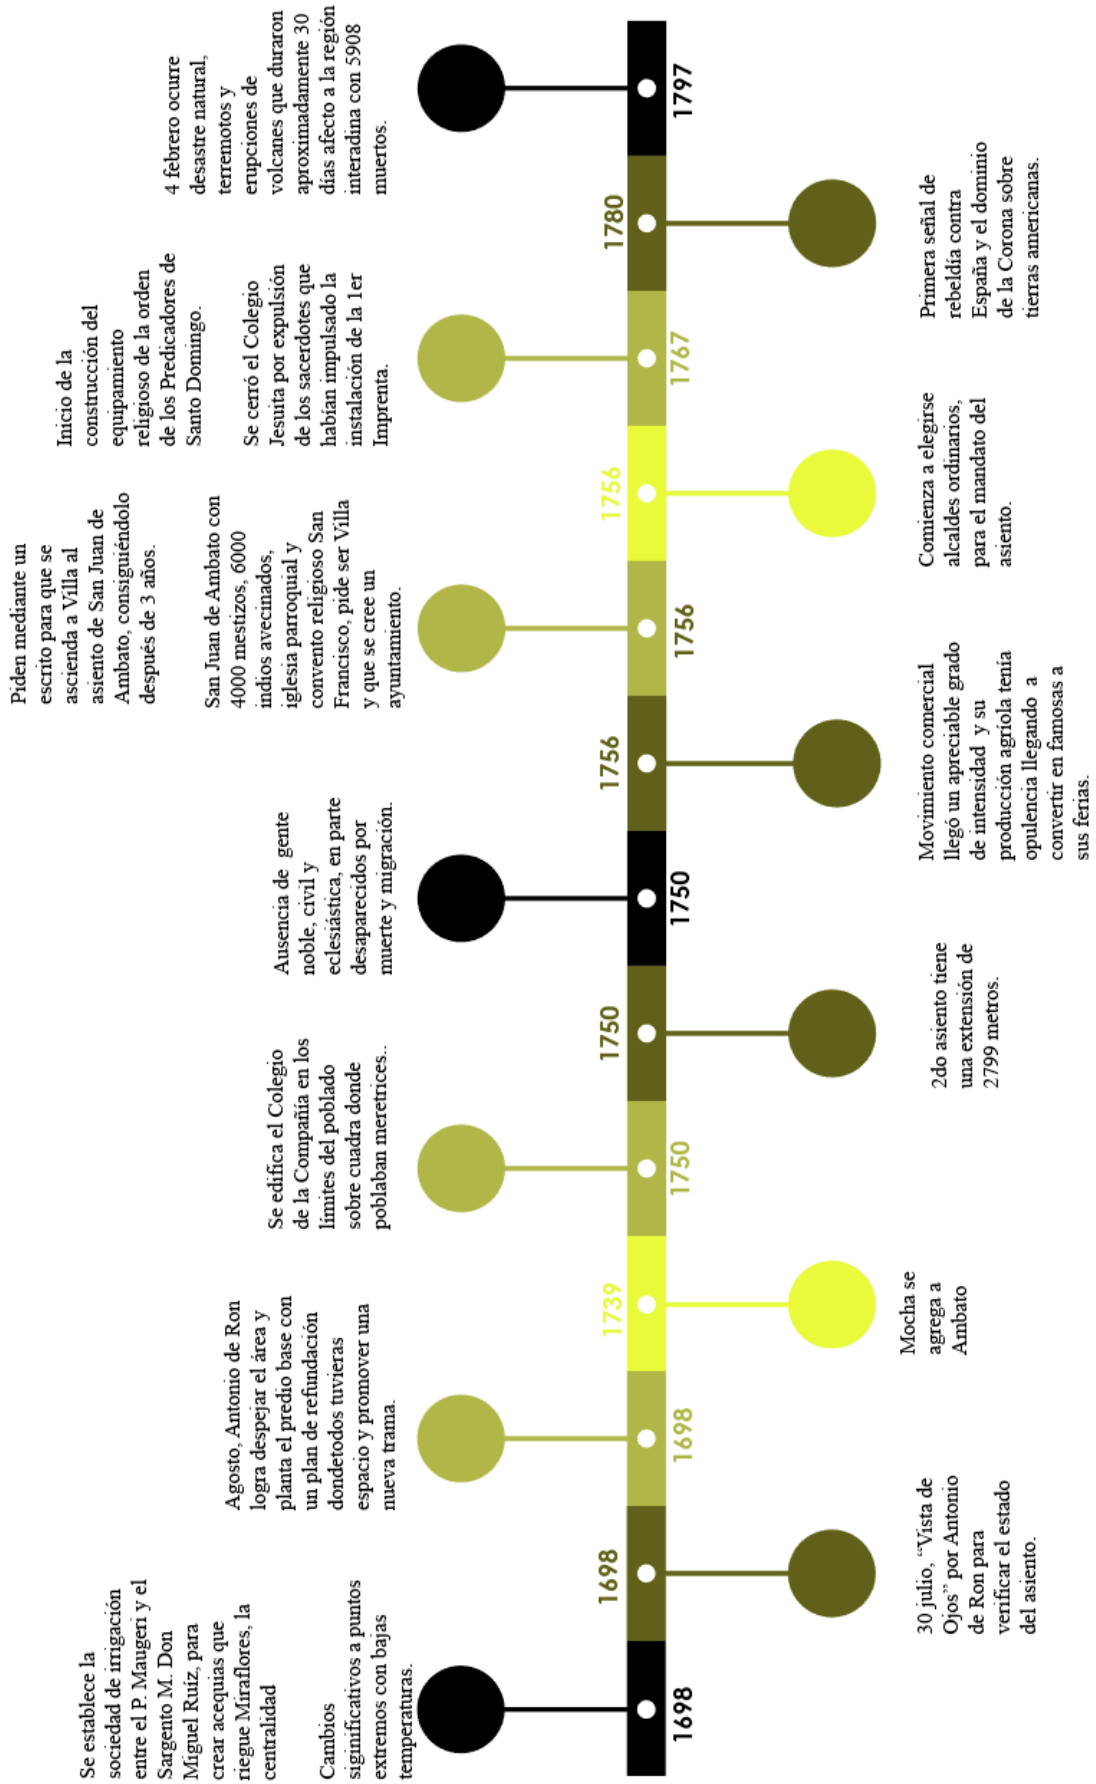 Se establece la
sociedad de irrigación
entre el P. Maugeri y el
Sargento M. Don
Miguel Ruiz, para
crear acequias que
riegue Miraflores, la
centralidad
Cambios
siginificativos a puntos
extremos con bajas
temperaturas.
1698
1698
30 julio, “Vista de
Ojos” por Antonio
de Ron para
verificar el estado
del asiento.
Agosto, Antonio de Ron
logra despejar el área y
planta el predio base con
un plan de refundación
dondetodos tuvieras
espacio y promover una
nueva trama.
1698
1739
Mocha se
agrega a
Ambato
Se edifica el Colegio
de la Compañía en los
límites del poblado
sobre cuadra donde
poblaban meretrices..
1750
1750
2do asiento tiene
una extensión de
2799 metros.
Ausencia de gente
noble, civil y
eclesiástica, en parte
desaparecidos por
muerte y migración.
1750
1756
Movimiento comercial
llegó un apreciable grado
de intensidad y su
producción agríola tenía
opulencia llegando a
convertir en famosas a
sus ferias.
Piden mediante un
escrito para que se
ascienda a Villa al
asiento de San Juan de
Ambato, consiguiéndolo
después de 3 años.
San Juan de Ambato con
4000 mestizos, 6000
indios avecinados,
iglesia parroquial y
convento religioso San
Francisco, pide ser Villa
y que se cree un
ayuntamiento.
1756
1756
Comienza a elegirse
alcaldes ordinarios,
para el mandato del
asiento.
Inicio de la
construcción del
equipamiento
religioso de la orden
de los Predicadores de
Santo Domingo.
Se cerró el Colegio
Jesuita por expulsión
de los sacerdotes que
habían impulsado la
instalación de la 1er
Imprenta.
1767
1780
Primera señal de
rebeldía contra
España y el dominio
de la Corona sobre
tierras americanas.
4 febrero ocurre
desastre natural,
terremotos y
erupciones de
volcanes que duraron
aproximadamente 30
días afecto a la región
interadina con 5908
muertos.
1797